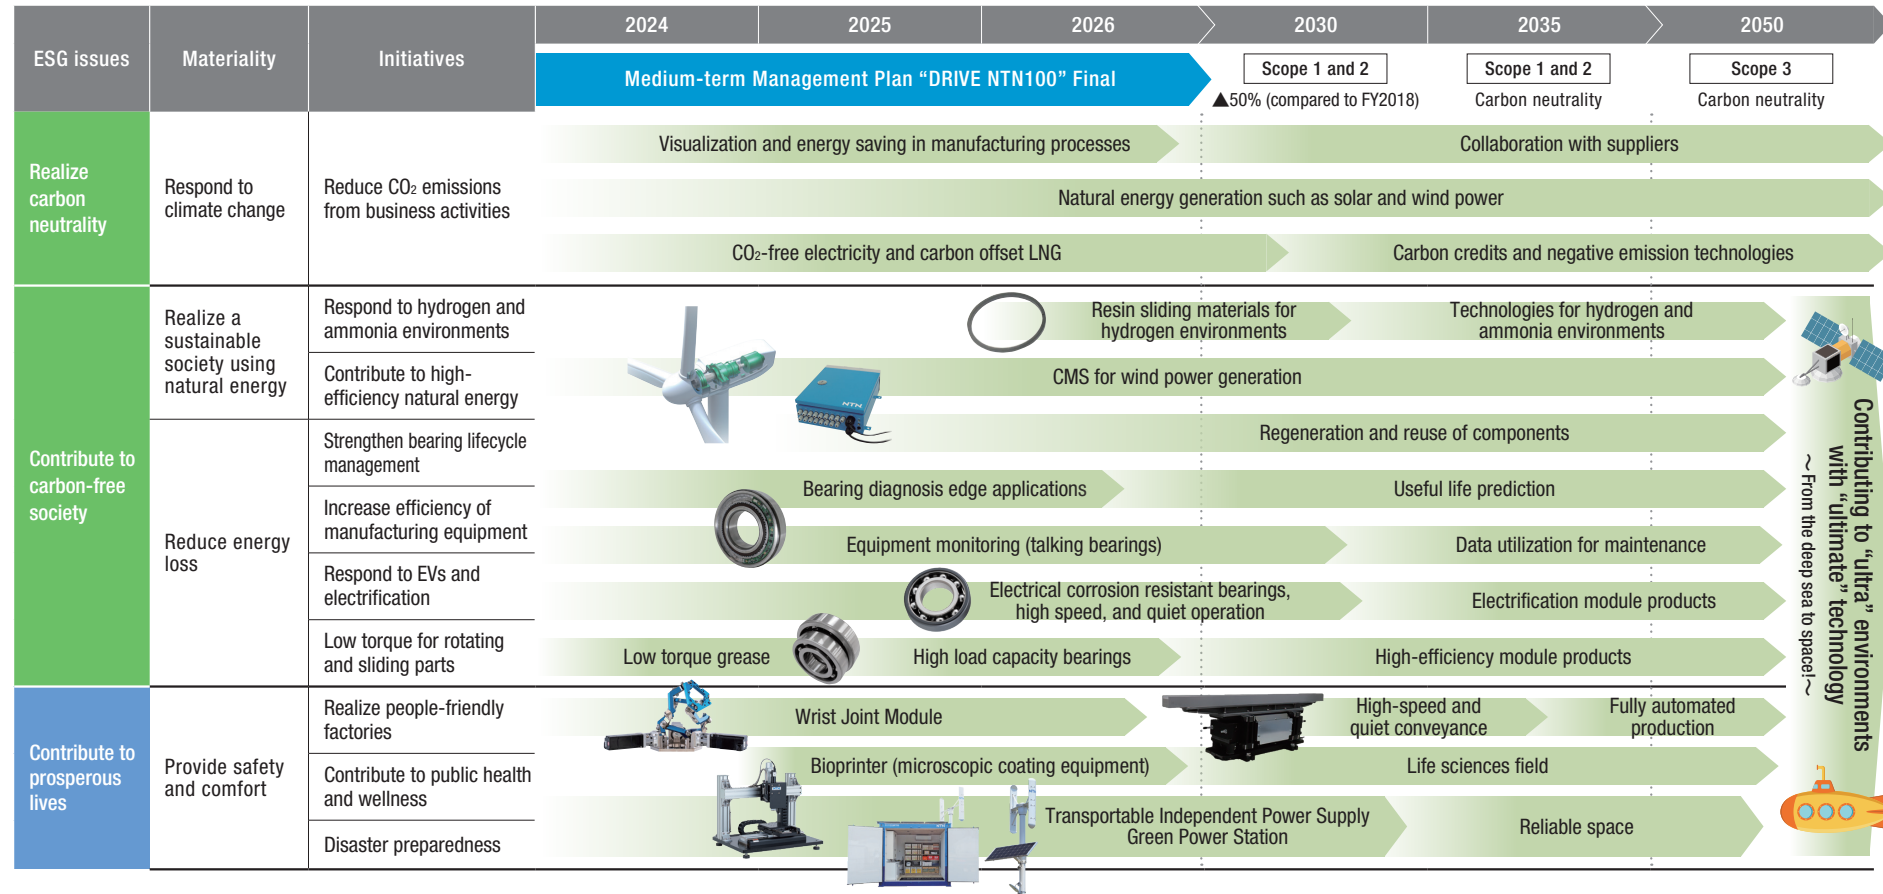 ESG issues
Materiality
Initiatives
2024
2025
2026
2030
2035
2050
Medium-term Management Plan “DRIVE NTN100” Final
Scope 1 and 2
▲50% (compared to FY2018)
Scope 1 and 2
Carbon neutrality
Scope 3
Carbon neutrality
Realize
carbon
neutrality
Respond to
climate change
Reduce CO2 emissions
from business activities
Visualization and energy saving in manufacturing processes
Collaboration with suppliers
Natural energy generation such as solar and wind power
CO2-free electricity and carbon offset LNG
Carbon credits and negative emission technologies
Contribute to
carbon-free
society
Realize a
sustainable
society using
natural energy
Respond to hydrogen and
ammonia environments
Resin sliding materials for
hydrogen environments
Technologies for hydrogen and
ammonia environments
Contribute to high-
efficiency natural energy
CMS for wind power generation
NTN
Reduce energy
loss
Strengthen bearing lifecycle
management
Regeneration and reuse of components
Bearing diagnosis edge applications
Useful life prediction
Increase efficiency of
manufacturing equipment
Equipment monitoring (talking bearings)
Data utilization for maintenance
Respond to EVs and
electrification
Electrical corrosion resistant bearings,
high speed, and quiet operation
Electrification module products
Low torque for rotating
and sliding parts
Low torque grease
High load capacity bearings
High-efficiency module products
Contribute to
prosperous
lives
Provide safety
and comfort
Realize people-friendly
factories
Wrist Joint Module
High-speed and
quiet conveyance
Fully automated
production
Contribute to public health
and wellness
Bioprinter (microscopic coating equipment)
Life sciences field
Disaster preparedness
Transportable Independent Power Supply
Green Power Station
Reliable space
Contributing to “ultra” environments
with “ultimate” technology
～From the deep sea to space!～